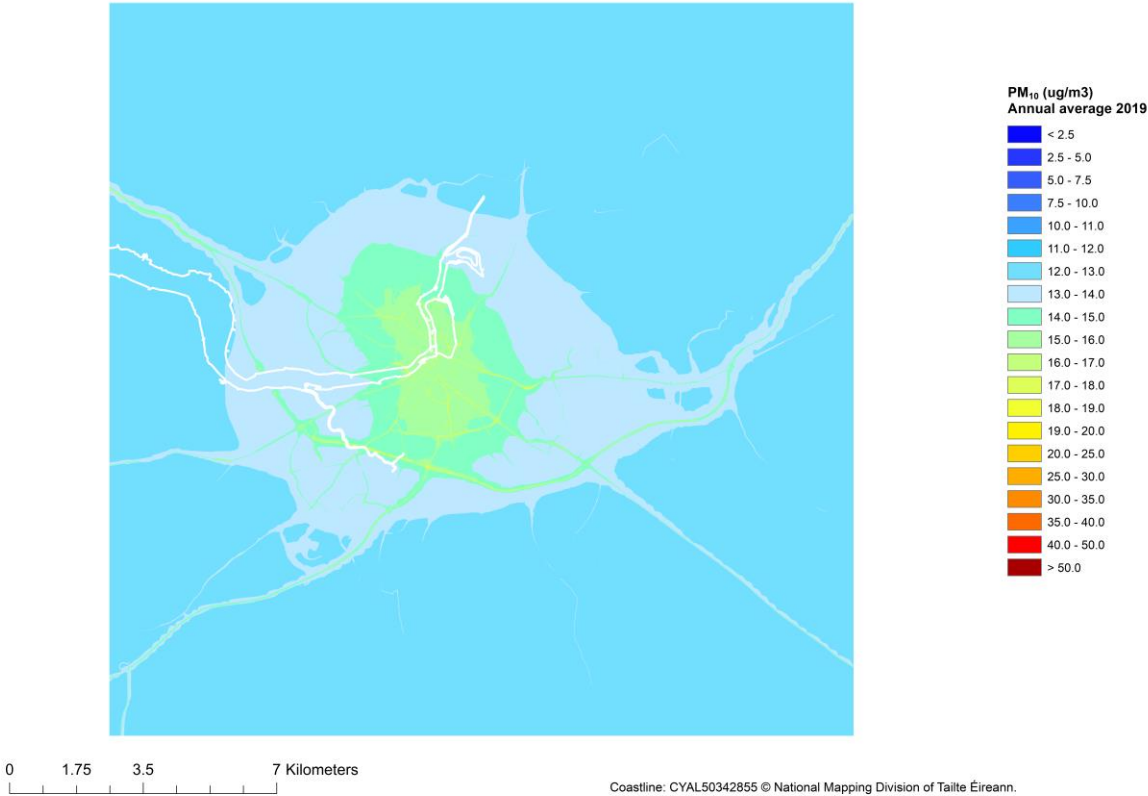 PM₁₀ (ug/m3)
Annual average 2019
< 2.5
2.5 - 5.0
5.0 - 7.5
7.5 - 10.0
10.0 - 11.0
11.0 - 12.0
12.0 - 13.0
13.0 - 14.0
14.0 - 15.0
15.0 - 16.0
16.0 - 17.0
17.0 - 18.0
18.0 - 19.0
19.0 - 20.0
20.0 - 25.0
25.0 - 30.0
30.0 - 35.0
35.0 - 40.0
40.0 - 50.0
> 50.0
0 1.75 3.5 7 Kilometers
Coastline: CYAL50342855 © National Mapping Division of Tailte Éireann.